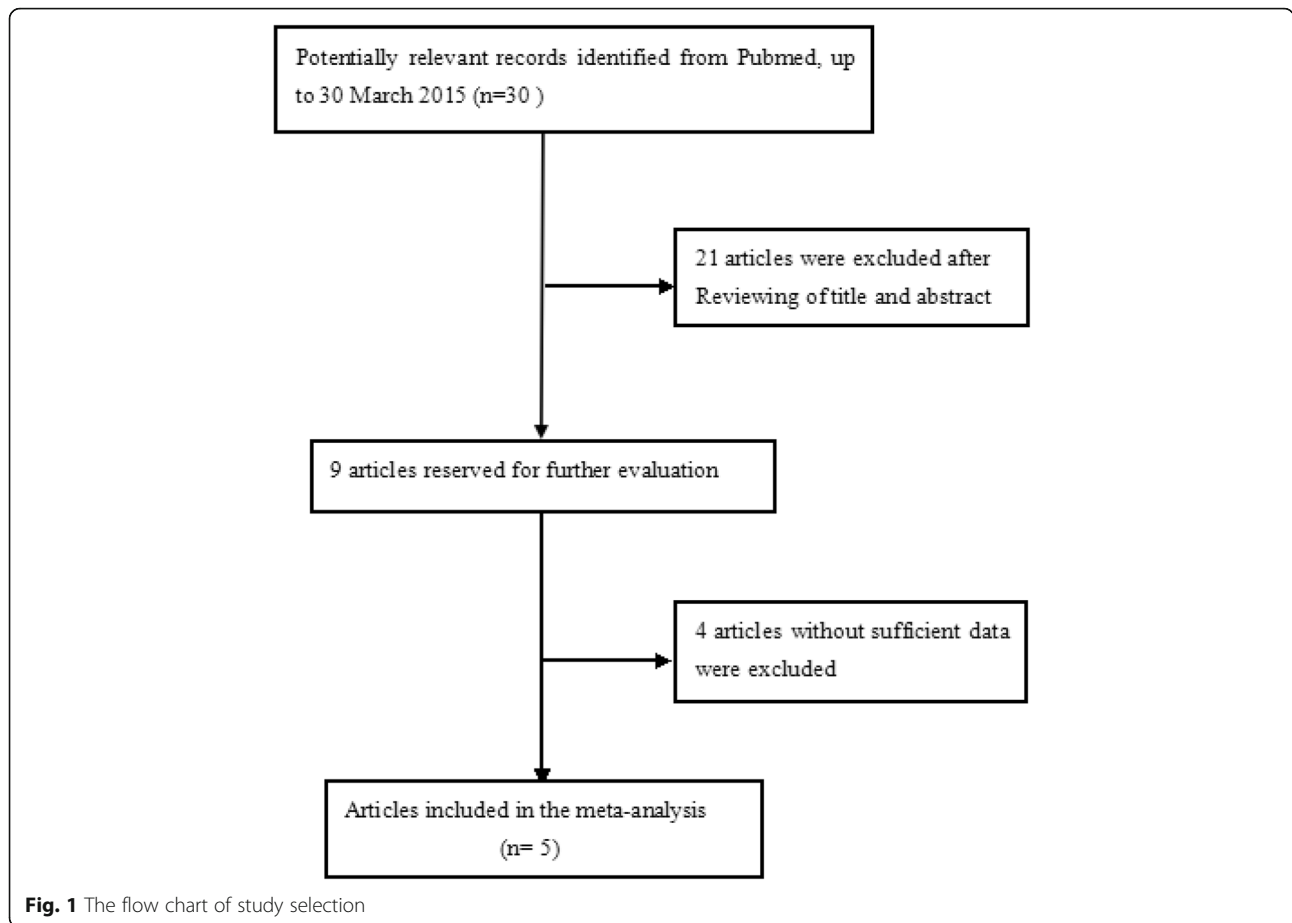 Potentially relevant records identified from Pubmed, up
to 30 March 2015 (n=30 )
21 articles were excluded after
Reviewing of title and abstract
9 articles reserved for further evaluation
4 articles without sufficient data
were excluded
Articles included in the meta-analysis
(n= 5)
Fig. 1 The flow chart of study selection